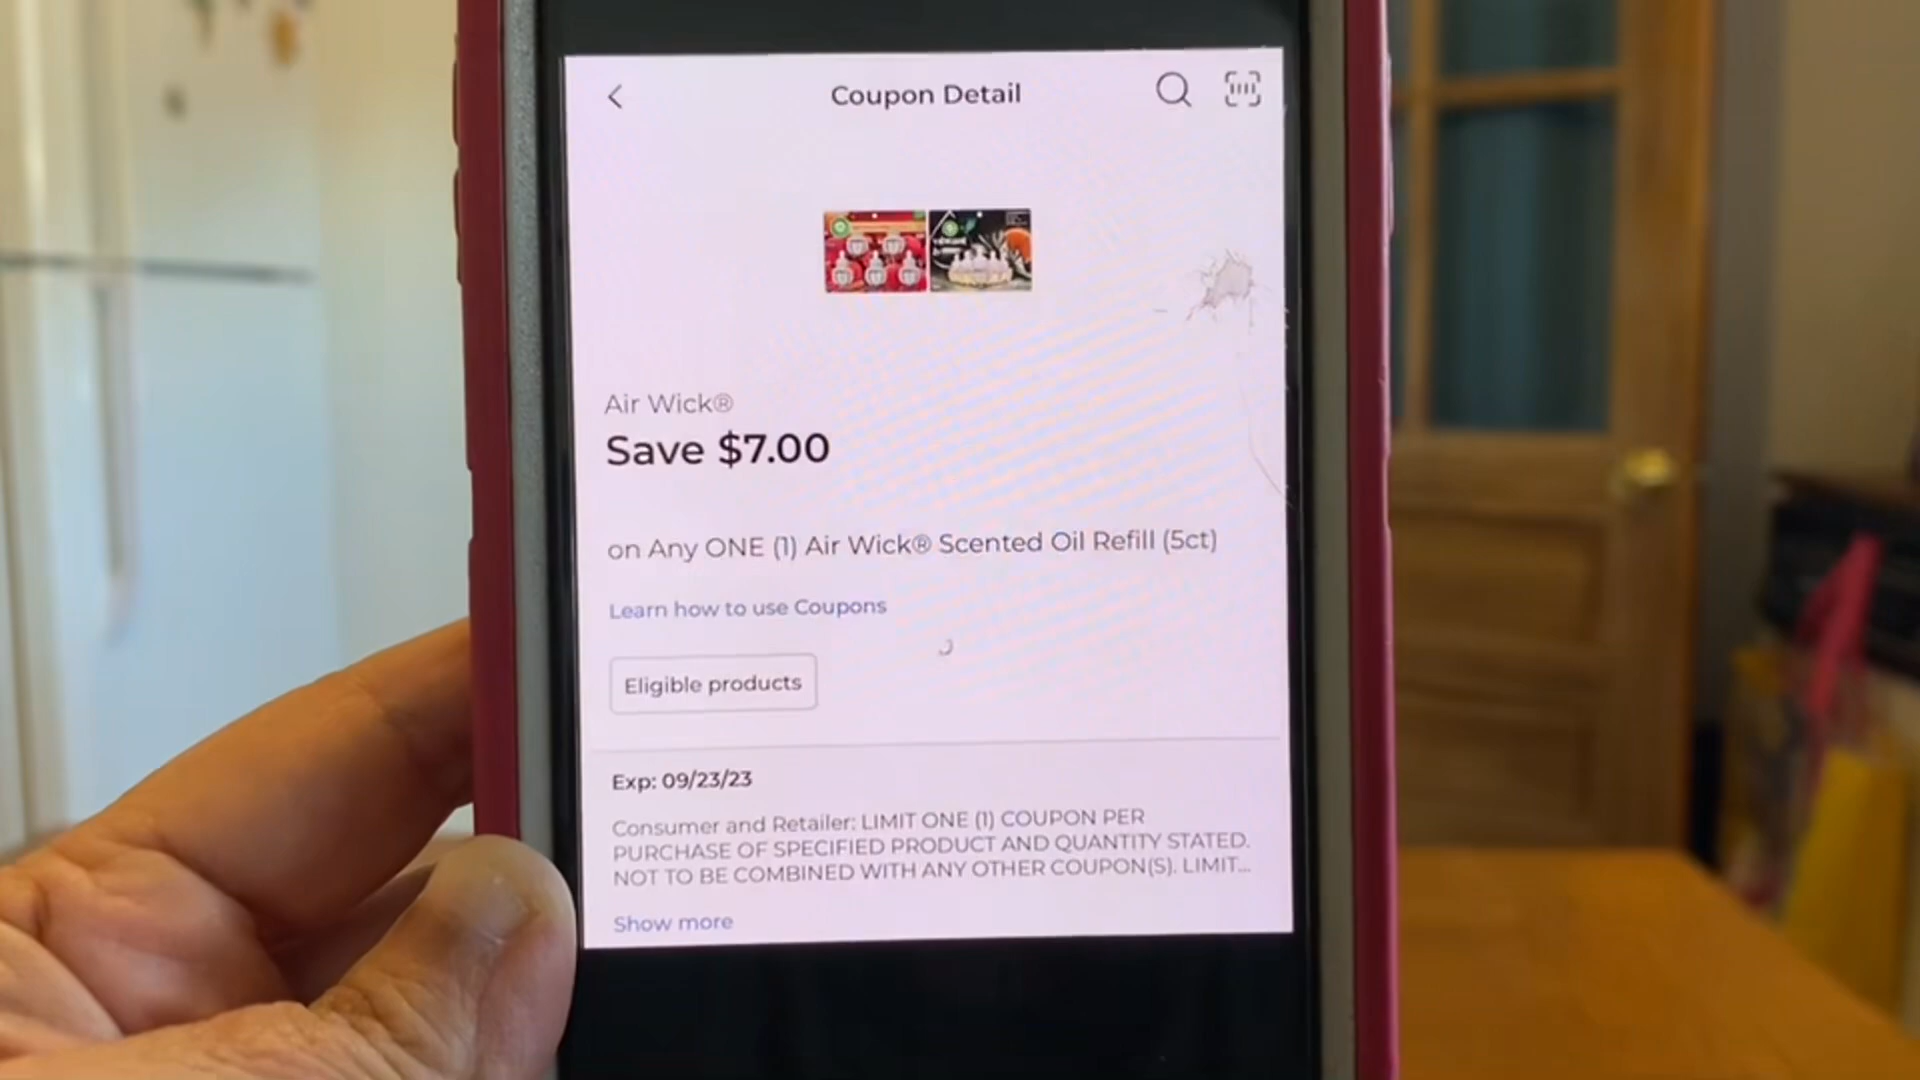 Coupon Detail
Air Wick®
Save $7.00
on Any ONE (1) Air Wick® Scented Oil Refill (5ct)
Learn how to use Coupons
Eligible products
Exp: 09/23/23
Consumer and Retailer: LIMIT ONE (1) COUPON PER
PURCHASE OF SPECIFIED PRODUCT AND QUANTITY STATED.
NOT TO BE COMBINED WITH ANY OTHER COUPON(S). LIMIT...
Show more